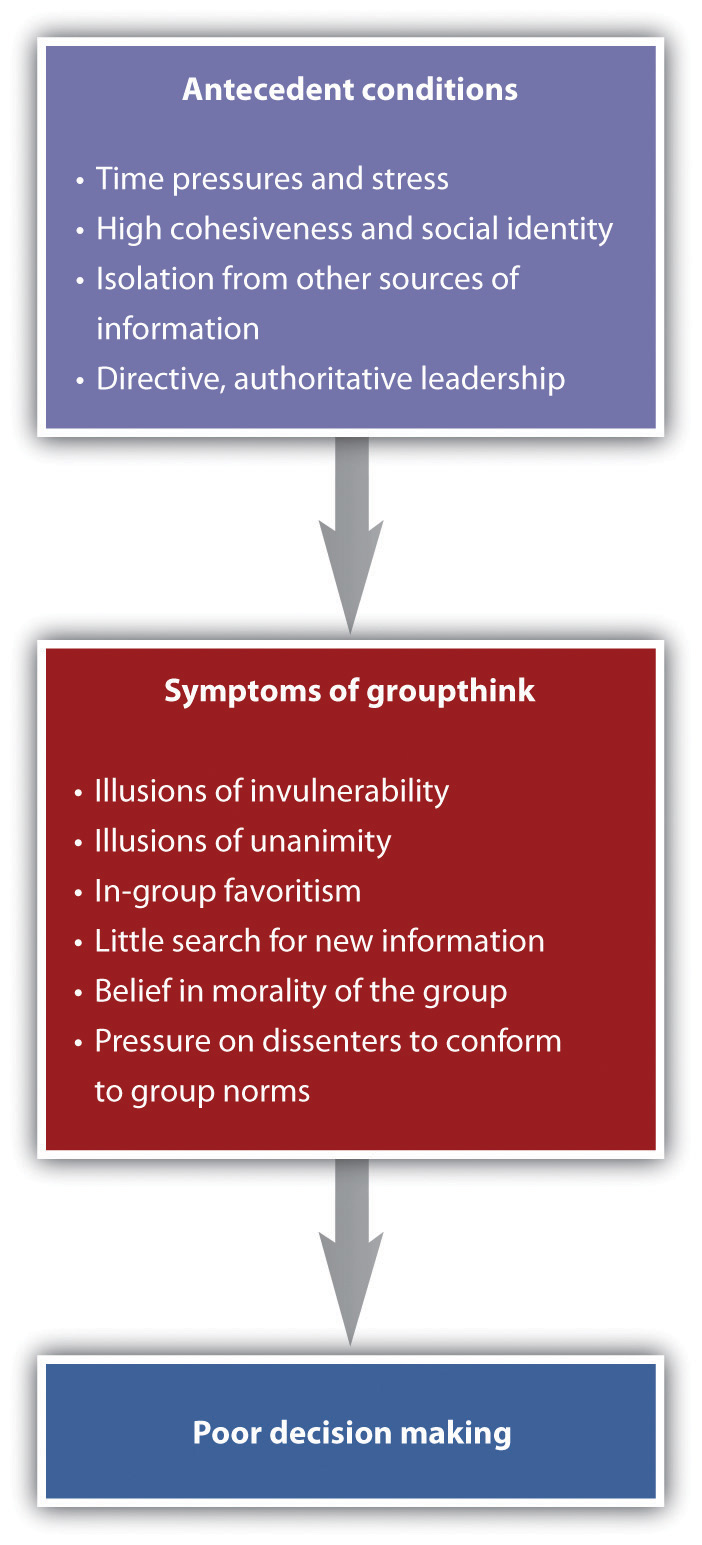 Antecedent conditions
• Time pressures and stress
• High cohesiveness and social identity
• Isolation from other sources of
information
• Directive, authoritative leadership
Symptoms of groupthink
• Illusions of invulnerability
• Illusions of unanimity
• In-group favoritism
• Little search for new information
• Belief in morality of the group
• Pressure on dissenters to conform
to group norms
Poor decision making